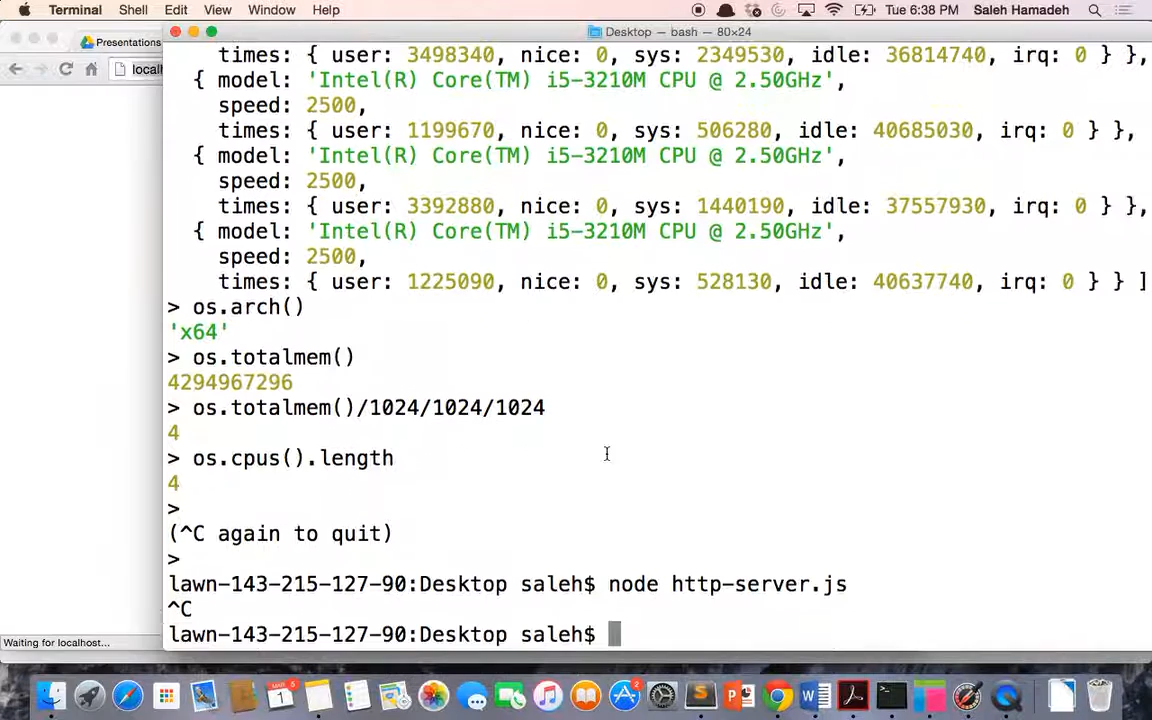 Terminal Shell Edit View Window Help Tue 6:38 PM Saleh Hamadeh
Desktop — bash — 80×24
Presentations
local
times: { user: 3498340, nice: 0, sys: 2349530, idle: 36814740, irq: 0 } },
{ model: 'Intel(R) Core(TM) i5-3210M CPU @ 2.50GHz',
speed: 2500,
times: { user: 1199670, nice: 0, sys: 506280, idle: 40685030, irq: 0 } },
{ model: 'Intel(R) Core(TM) i5-3210M CPU @ 2.50GHz',
speed: 2500,
times: { user: 3392880, nice: 0, sys: 1440190, idle: 37557930, irq: 0 } },
{ model: 'Intel(R) Core(TM) i5-3210M CPU @ 2.50GHz',
speed: 2500,
times: { user: 1225090, nice: 0, sys: 528130, idle: 40637740, irq: 0 } } ]
> os.arch()
'x64'
> os.totalmem()
4294967296
> os.totalmem()/1024/1024/1024
4
> os.cpus().length
4
>
(^C again to quit)
>
lawn-143-215-127-90:Desktop saleh$ node http-server.js
^C
lawn-143-215-127-90:Desktop saleh$
Waiting for localhost...